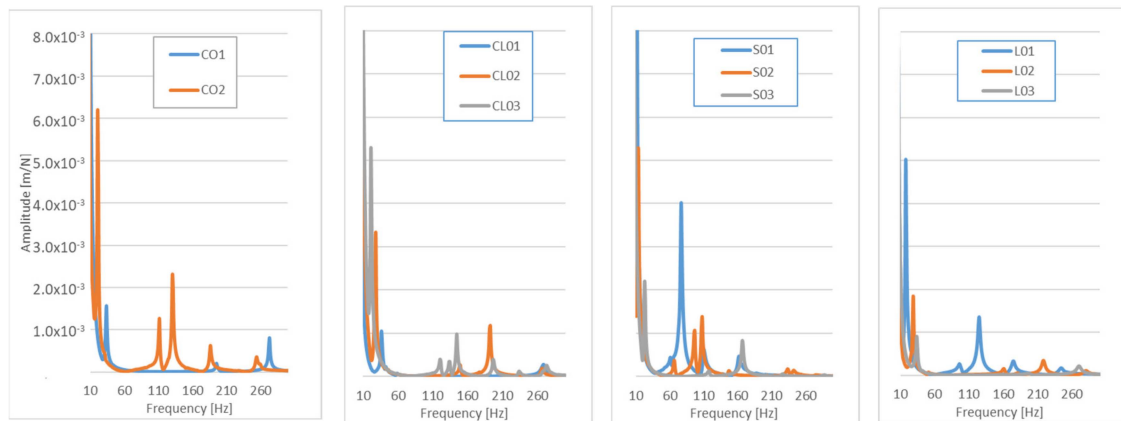 8.0x10⁻³
7.0x10⁻³
6.0x10⁻³
5.0x10⁻³
4.0x10⁻³
3.0x10⁻³
2.0x10⁻³
1.0x10⁻³
Amplitude [m/N]
CO1
CO2
10 60 110 160 210 260
Frequency [Hz]
CL01
CL02
CL03
10 60 110 160 210 260
Frequency [Hz]
S01
S02
S03
10 60 110 160 210 260
Frequency [Hz]
L01
L02
L03
10 60 110 160 210 260
Frequency [Hz]